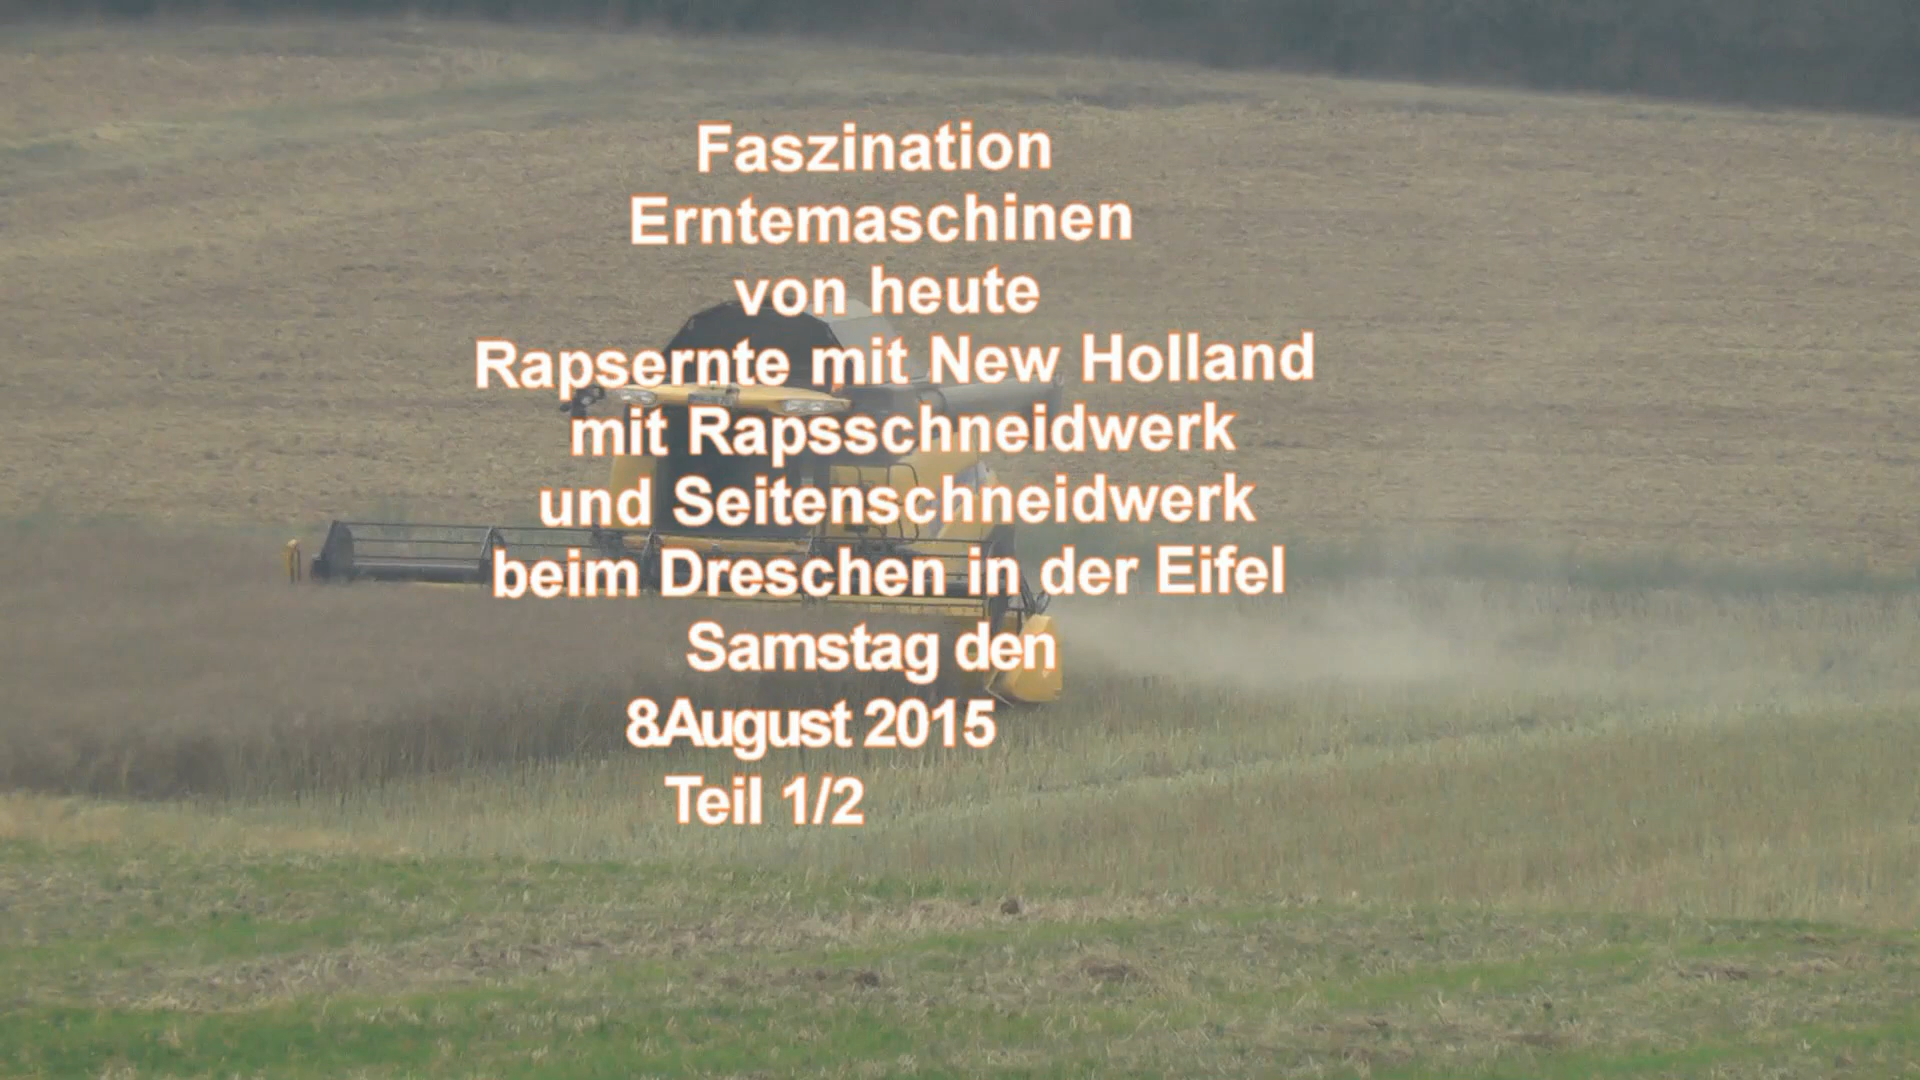 Faszination
Erntemaschinen
von heute
Rapsernte mit New Holland
mit Rapsschneidwerk
und Seitenschneidwerk
beim Dreschen in der Eifel
Samstag den
8August 2015
Teil 1/2